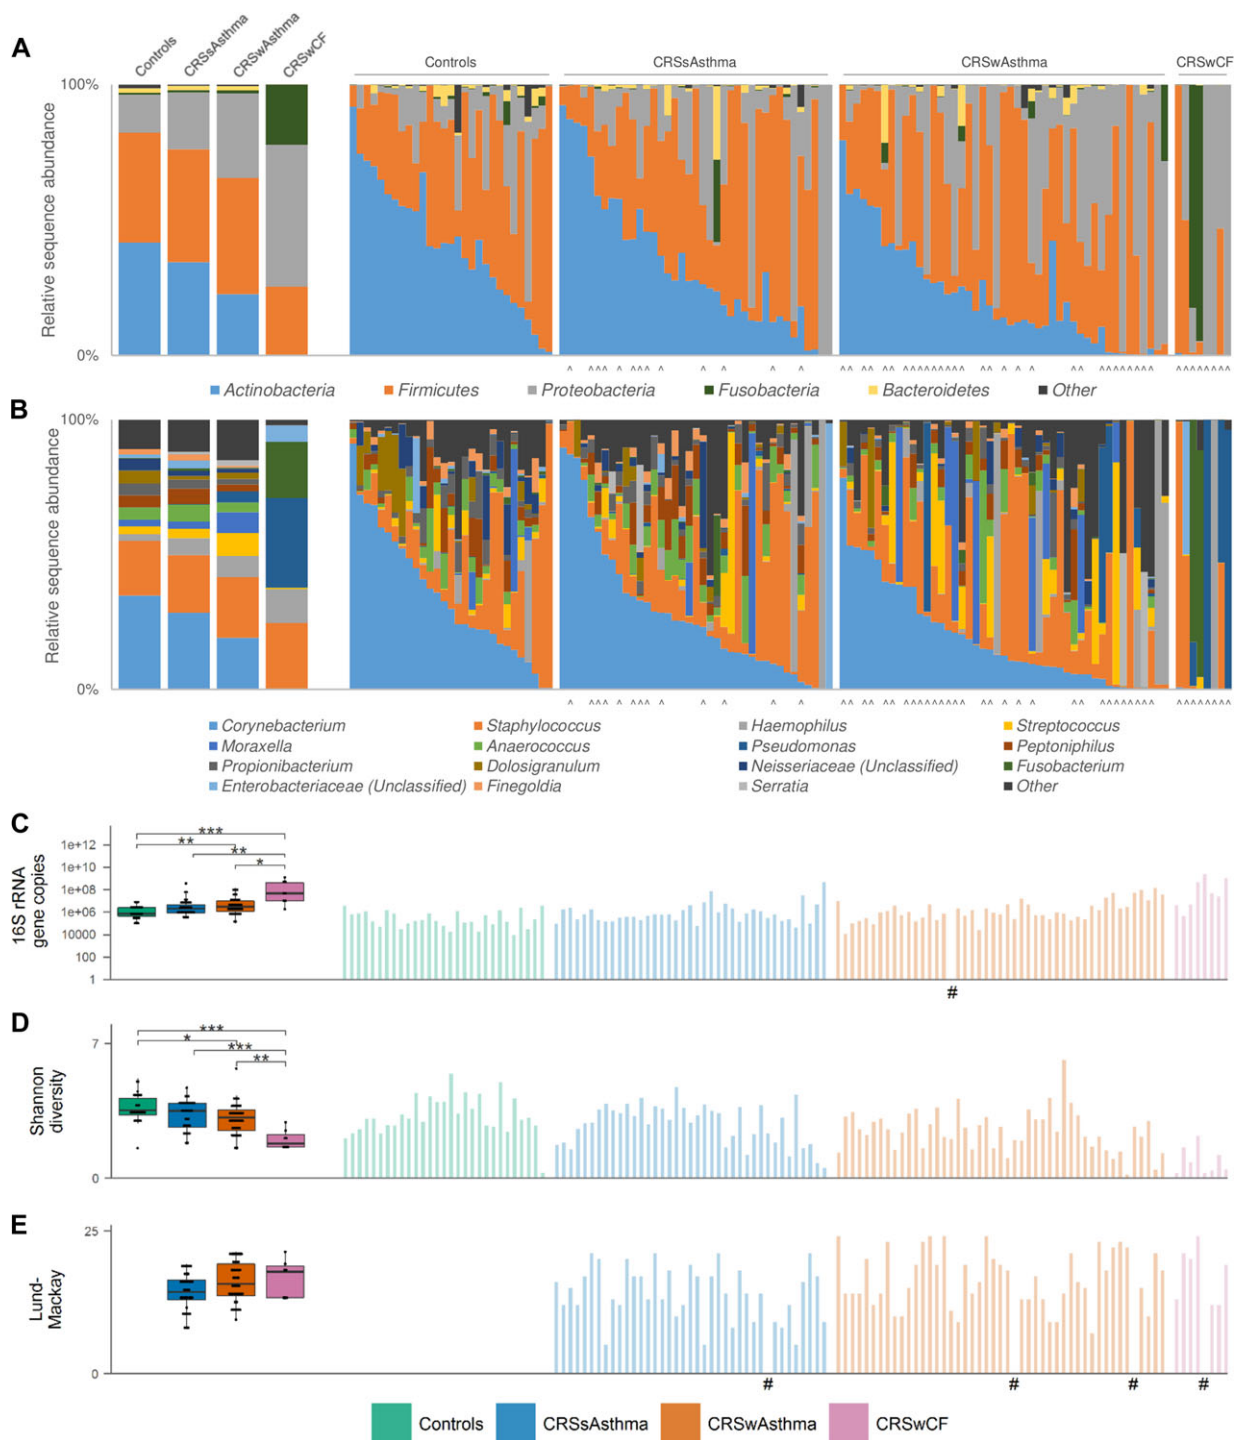 A
Controls
CRSsAsthma
CRSwAsthma
CRSwCF
Controls
CRSsAsthma
CRSwAsthma
CRSwCF
100%
Relative sequence abundance
0%
^ ^^^ ^ ^^^ ^ ^ ^ ^ ^ ^^ ^^ ^^ ^^^^^^^^^ ^^ ^ ^ ^^ ^^^^^^^^ ^^^^^^^^
Actinobacteria Firmicutes Proteobacteria Fusobacteria Bacteroidetes Other
B
100%
Relative sequence abundance
0%
^ ^^^ ^ ^^^ ^ ^ ^ ^ ^ ^^ ^^ ^^ ^^^^^^^^^ ^^ ^ ^ ^^ ^^^^^^^^ ^^^^^^^^
Corynebacterium Staphylococcus Haemophilus Streptococcus
Moraxella Anaerococcus Pseudomonas Peptoniphilus
Propionibacterium Dolosigranulum Neisseriaceae (Unclassified) Fusobacterium
Enterobacteriaceae (Unclassified) Finegoldia Serratia Other
C
16S rRNA
gene copies
1e+12
1e+10
1e+08
1e+06
10000
100
1
***
**
**
*
#
D
Shannon
diversity
7
0
***
*
***
**
E
Lund-
Mackay
25
0
# # # #
Controls CRSsAsthma CRSwAsthma CRSwCF